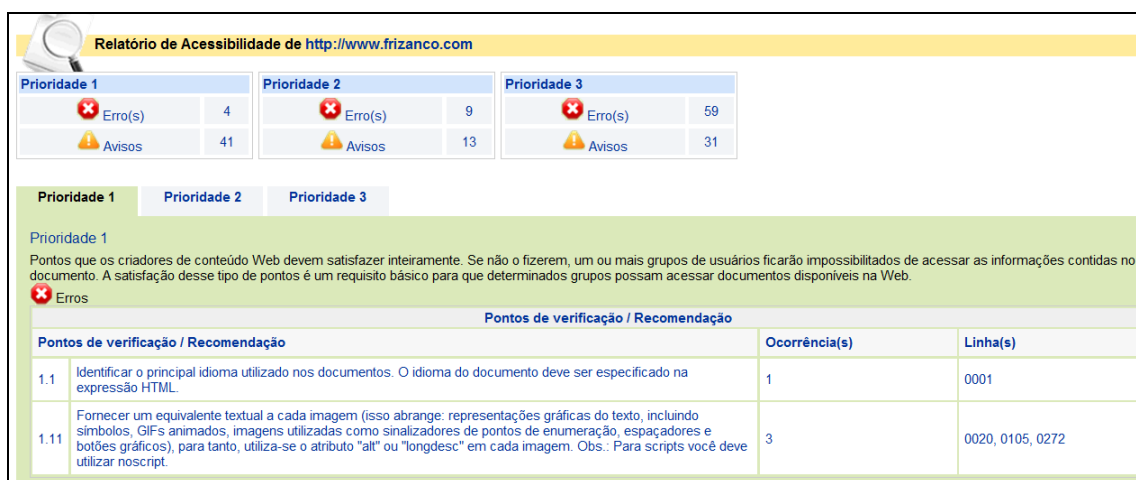 Relatório de Acessibilidade de http://www.frizanco.com
Prioridade 1 Prioridade 2 Prioridade 3
Erro(s) 4 Erro(s) 9 Erro(s) 59
Avisos 41 Avisos 13 Avisos 31
Prioridade 1 Prioridade 2 Prioridade 3
Prioridade 1
Pontos que os criadores de conteúdo Web devem satisfazer inteiramente. Se não o fizerem, um ou mais grupos de usuários ficarão impossibilitados de acessar as informações contidas no
documento. A satisfação desse tipo de pontos é um requisito básico para que determinados grupos possam acessar documentos disponíveis na Web.
Erros
Pontos de verificação / Recomendação
Pontos de verificação / Recomendação Ocorrência(s) Linha(s)
1.1 Identificar o principal idioma utilizado nos documentos. O idioma do documento deve ser especificado na
expressão HTML. 1 0001
1.11 Fornecer um equivalente textual a cada imagem (isso abrange: representações gráficas do texto, incluindo
símbolos, GIFs animados, imagens utilizadas como sinalizadores de pontos de enumeração, espaçadores e
botões gráficos), para tanto, utiliza-se o atributo "alt" ou "longdesc" em cada imagem. Obs.: Para scripts você deve
utilizar noscript. 3 0020, 0105, 0272